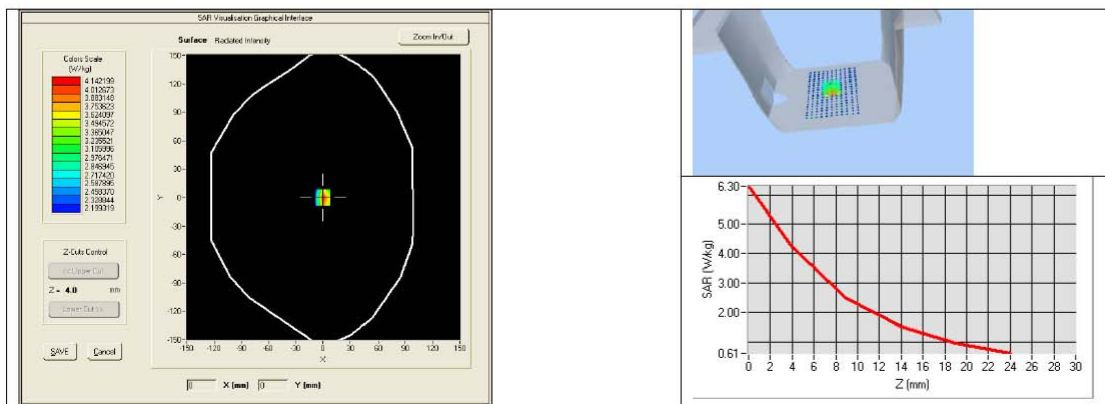 SAR Visualisation Graphical Interface
Surface Radiated Intensity
Zoom In/Out
Colors Scale
(W/kg)
4.142199
4.012673
3.883148
3.753623
3.624097
3.494572
3.365047
3.235521
3.105996
2.976471
2.846945
2.717420
2.587895
2.458370
2.328844
2.199319
Z-Cuts Control
<< Upper Cut
Z = 4.0 mm
Lower Cut >>
SAVE Cancel
150
120
90
60
30
0
-30
-60
-90
-120
-150
Y
-150 -120 -90 -60 -30 0 30 60 90 120 150
X
0 X (mm) 0 Y (mm)
6.30
5.00
4.00
3.00
2.00
0.61
SAR (W/kg)
0 2 4 6 8 10 12 14 16 18 20 22 24 26 28 30
Z (mm)